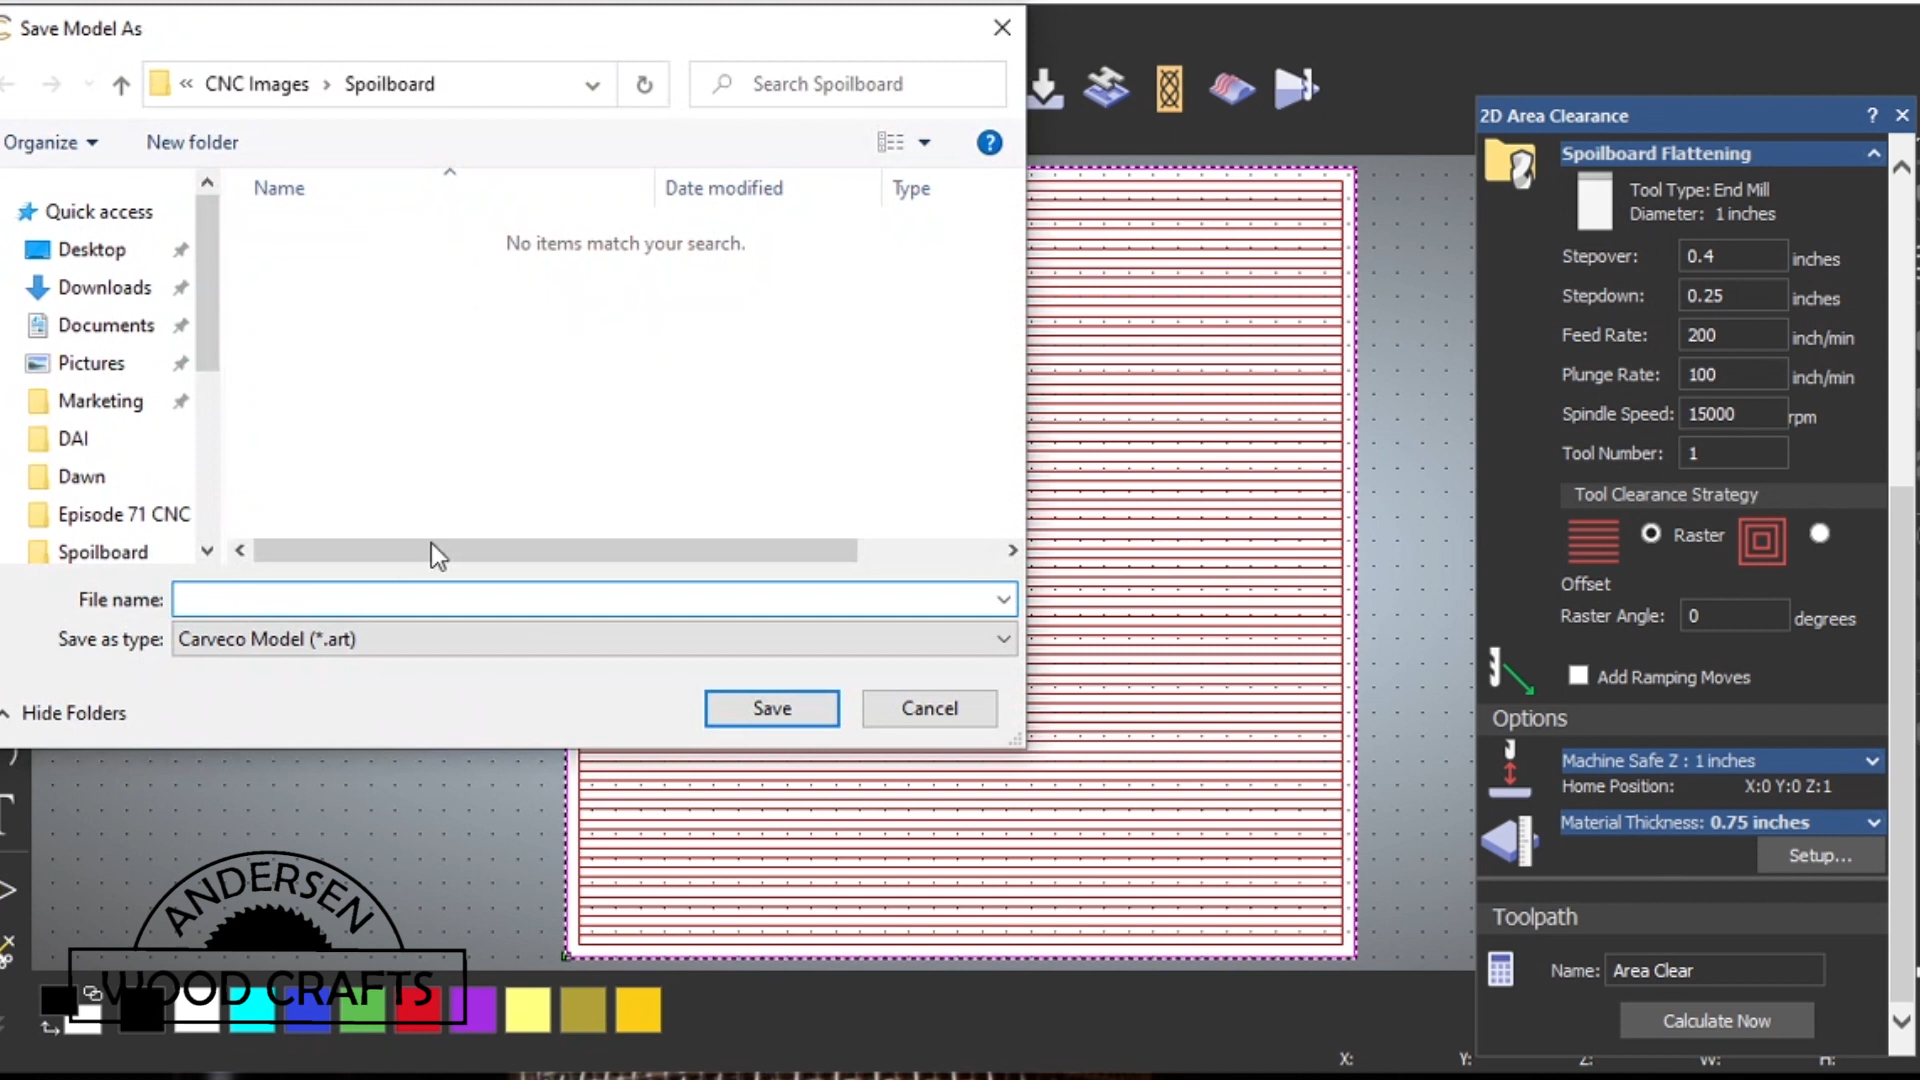 Save Model As
« CNC Images › Spoilboard
Search Spoilboard
Organize
New folder
?
Name
Date modified
Type
No items match your search.
Quick access
Desktop
Downloads
Documents
Pictures
Marketing
DAI
Dawn
Episode 71 CNC
Spoilboard
File name:
Save as type: Carveco Model (*.art)
Hide Folders
Save
Cancel
2D Area Clearance ?
Spoilboard Flattening
Tool Type: End Mill
Diameter: 1 inches
Stepover: 0.4 inches
Stepdown: 0.25 inches
Feed Rate: 200 inch/min
Plunge Rate: 100 inch/min
Spindle Speed: 15000 rpm
Tool Number: 1
Tool Clearance Strategy
Raster
Offset
Raster Angle: 0 degrees
Add Ramping Moves
Options
Machine Safe Z : 1 inches
Home Position: X:0 Y:0 Z:1
Material Thickness: 0.75 inches
Setup...
Toolpath
Name: Area Clear
Calculate Now
ANDERSEN
WOOD CRAFTS
X: Y: Z: W: H: